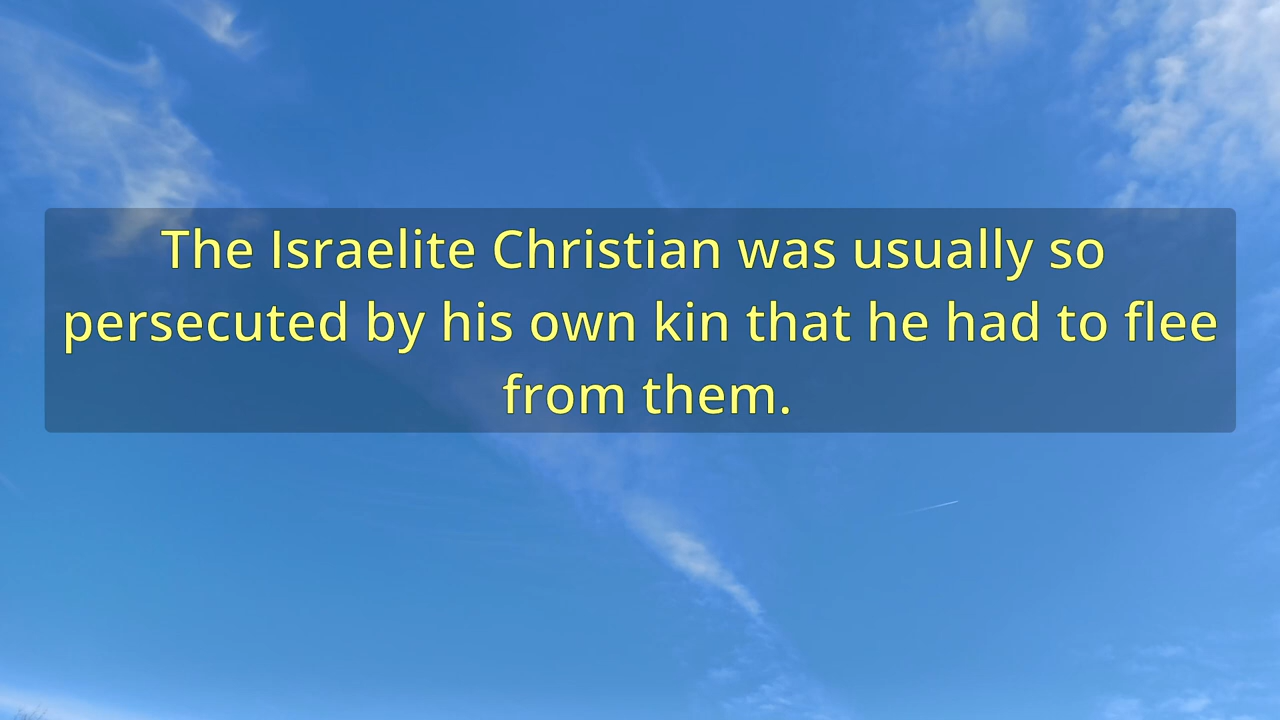 The Israelite Christian was usually so
persecuted by his own kin that he had to flee
from them.